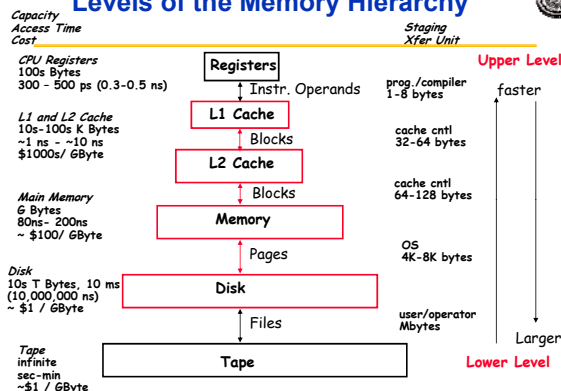 Levels of the Memory Hierarchy
Capacity
Access Time
Cost
Staging
Xfer Unit
CPU Registers
100s Bytes
300 - 500 ps (0.3-0.5 ns)
Registers
Upper Level
Instr. Operands
prog./compiler
1-8 bytes
faster
L1 and L2 Cache
10s-100s K Bytes
~1 ns - ~10 ns
$1000s/ GByte
L1 Cache
Blocks
cache cntl
32-64 bytes
L2 Cache
Blocks
cache cntl
64-128 bytes
Main Memory
G Bytes
80ns- 200ns
~ $100/ GByte
Memory
Pages
OS
4K-8K bytes
Disk
10s T Bytes, 10 ms
(10,000,000 ns)
~ $1 / GByte
Disk
Files
user/operator
Mbytes
Larger
Tape
infinite
sec-min
~$1 / GByte
Tape
Lower Level